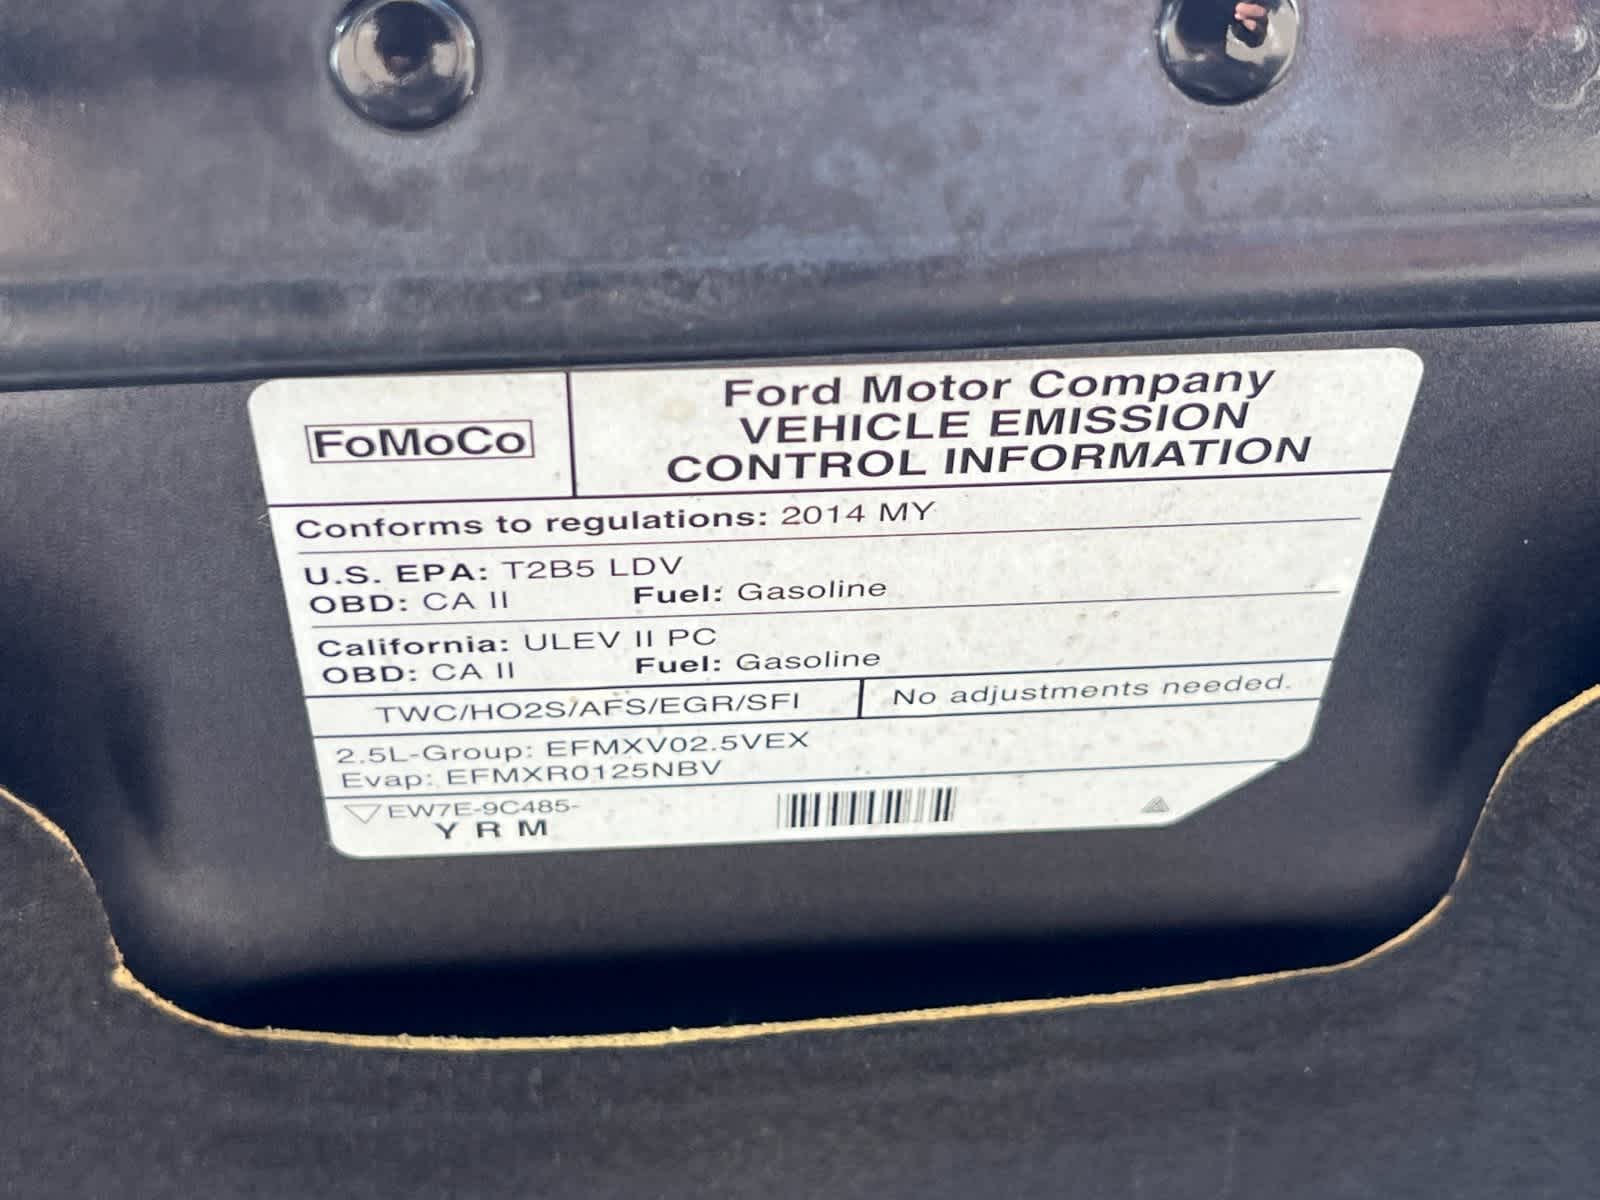 FoMoCo
Ford Motor Company
VEHICLE EMISSION
CONTROL INFORMATION
Conforms to regulations: 2014 MY
U.S. EPA: T2B5 LDV
OBD: CA II Fuel: Gasoline
California: ULEV II PC
OBD: CA II Fuel: Gasoline
TWC/HO2S/AFS/EGR/SFI
No adjustments needed.
2.5L-Group: EFMXV02.5VEX
Evap: EFMXR0125NBV
EW7E-9C485-
Y R M